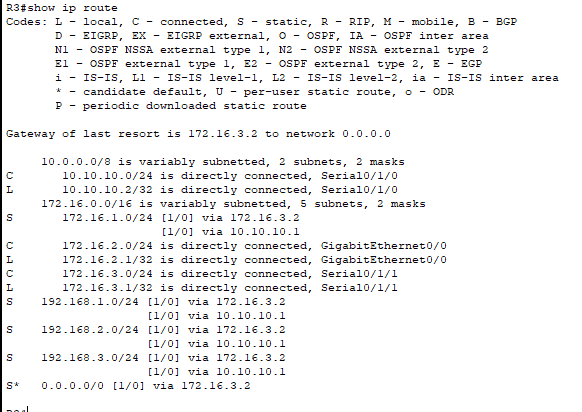 R3#show ip route
Codes: L - local, C - connected, S - static, R - RIP, M - mobile, B - BGP
D - EIGRP, EX - EIGRP external, O - OSPF, IA - OSPF inter area
N1 - OSPF NSSA external type 1, N2 - OSPF NSSA external type 2
E1 - OSPF external type 1, E2 - OSPF external type 2, E - EGP
i - IS-IS, L1 - IS-IS level-1, L2 - IS-IS level-2, ia - IS-IS inter area
* - candidate default, U - per-user static route, o - ODR
P - periodic downloaded static route
Gateway of last resort is 172.16.3.2 to network 0.0.0.0
10.0.0.0/8 is variably subnetted, 2 subnets, 2 masks
C 10.10.10.0/24 is directly connected, Serial0/1/0
L 10.10.10.2/32 is directly connected, Serial0/1/0
172.16.0.0/16 is variably subnetted, 5 subnets, 2 masks
S 172.16.1.0/24 [1/0] via 172.16.3.2
[1/0] via 10.10.10.1
C 172.16.2.0/24 is directly connected, GigabitEthernet0/0
L 172.16.2.1/32 is directly connected, GigabitEthernet0/0
C 172.16.3.0/24 is directly connected, Serial0/1/1
L 172.16.3.1/32 is directly connected, Serial0/1/1
S 192.168.1.0/24 [1/0] via 172.16.3.2
[1/0] via 10.10.10.1
S 192.168.2.0/24 [1/0] via 172.16.3.2
[1/0] via 10.10.10.1
S 192.168.3.0/24 [1/0] via 172.16.3.2
[1/0] via 10.10.10.1
S* 0.0.0.0/0 [1/0] via 172.16.3.2